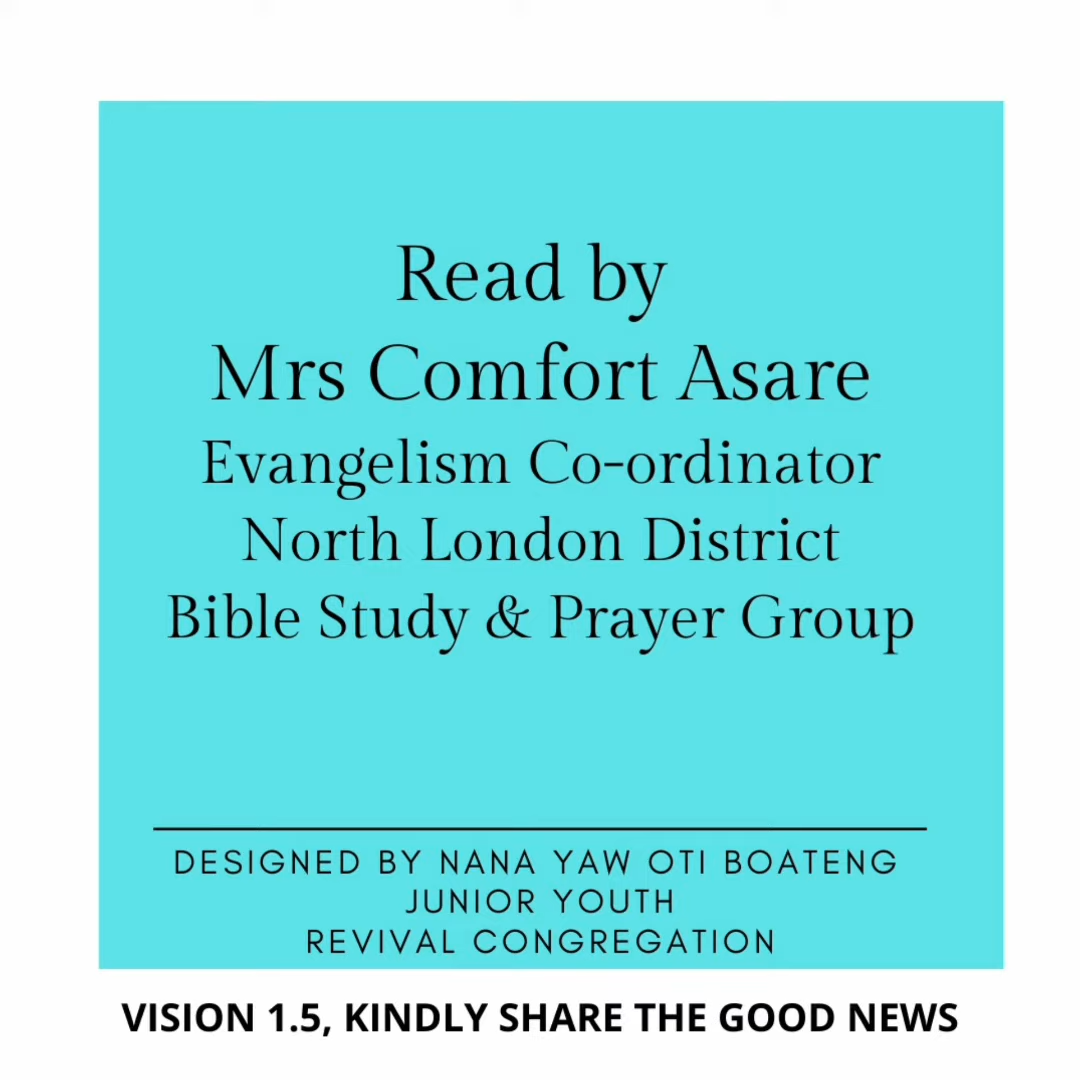 Read by
Mrs Comfort Asare
Evangelism Co-ordinator
North London District
Bible Study & Prayer Group
DESIGNED BY NANA YAW OTI BOATENG
JUNIOR YOUTH
REVIVAL CONGREGATION
VISION 1.5, KINDLY SHARE THE GOOD NEWS